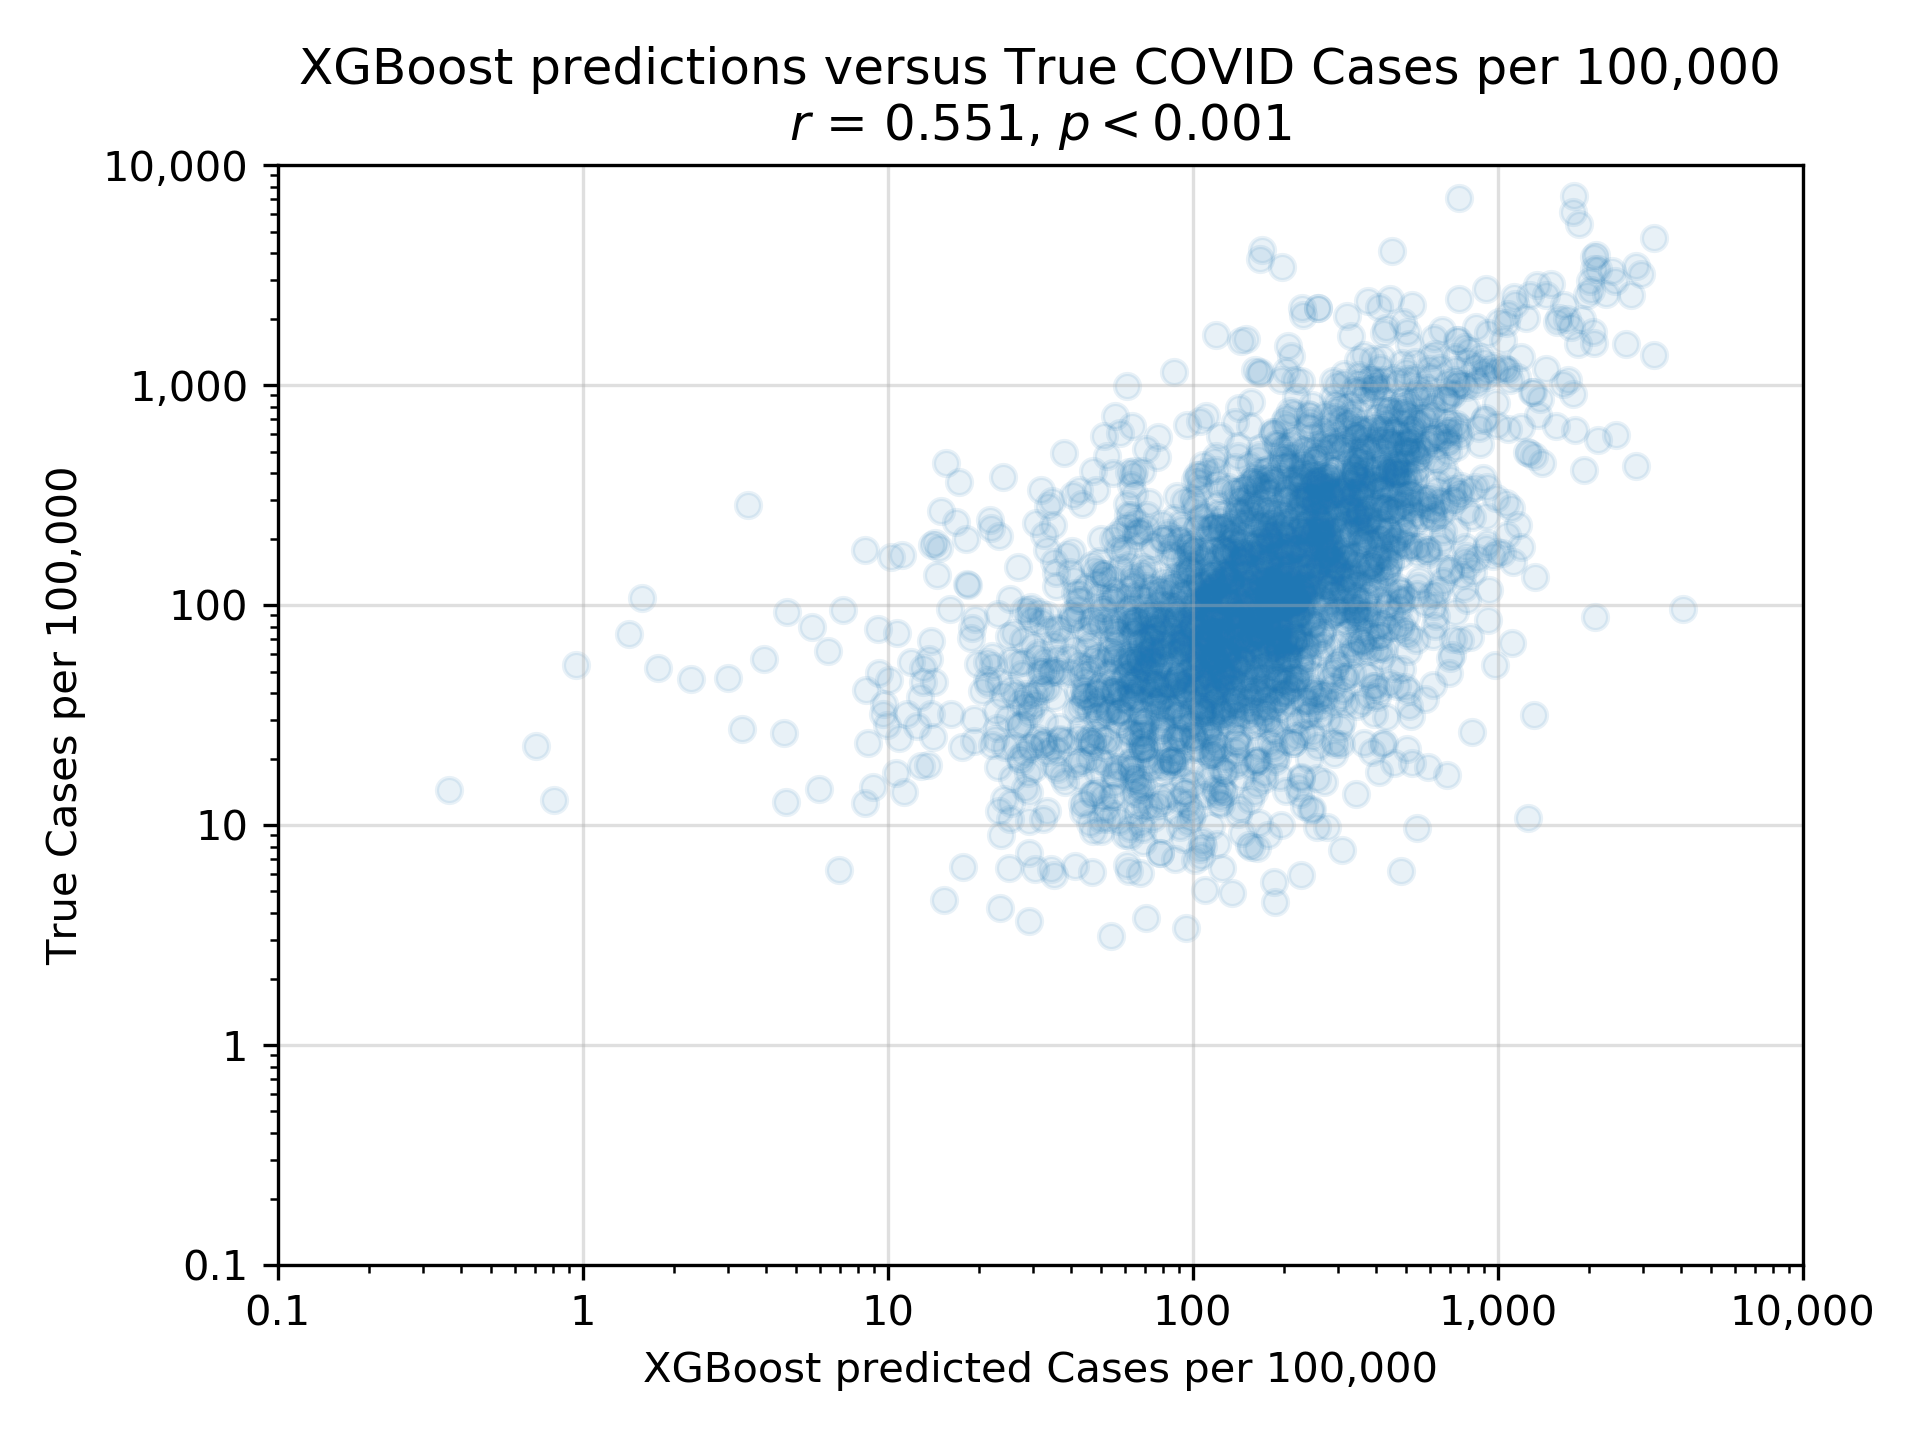 XGBoost predictions versus True COVID Cases per 100,000
r = 0.551, p < 0.001
True Cases per 100,000
10,000
1,000
100
10
1
0.1
0.1 1 10 100 1,000 10,000
XGBoost predicted Cases per 100,000